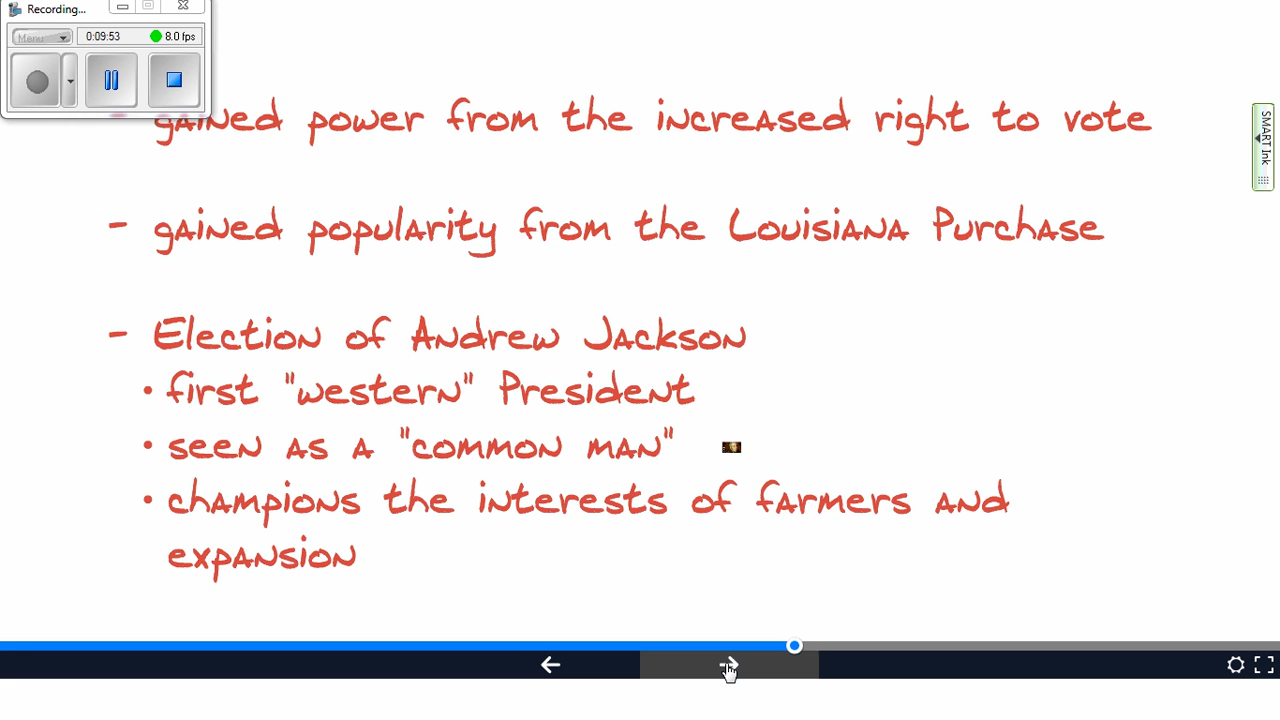 Recording...
Menu 0:09:53 8.0 fps
- gained power from the increased right to vote
SMART Ink
- gained popularity from the Louisiana Purchase
- Election of Andrew Jackson
• first "western" President
• seen as a "common man"
• champions the interests of farmers and
expansion